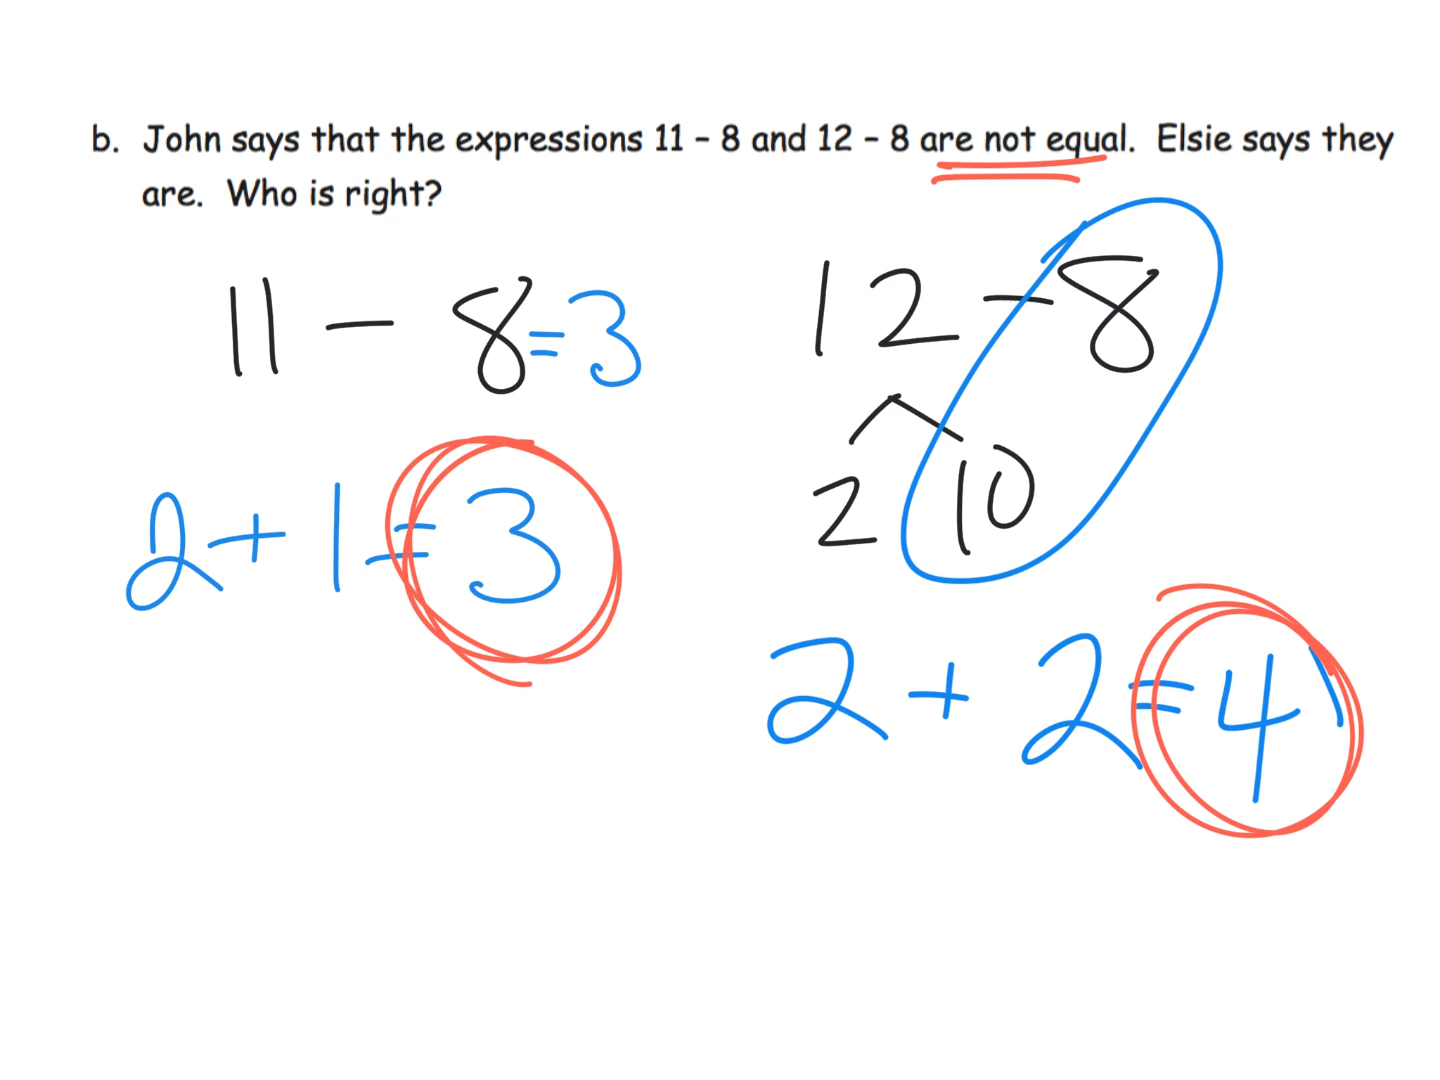 b. John says that the expressions 11 – 8 and 12 – 8 are not equal. Elsie says they
are. Who is right?
11 – 8 = 3
2 + 1 = 3
12 – 8
2 10
2 + 2 = 4